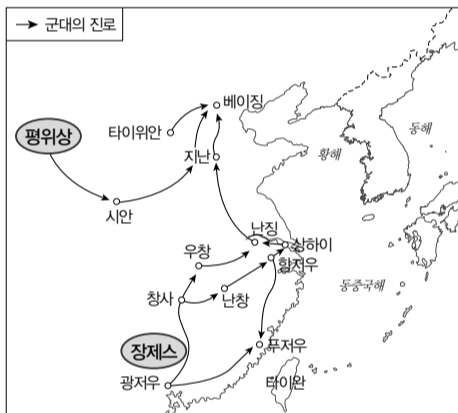 → 군대의 진로
베이징
평위상
타이위안
지난
동해
황해
시안
난징
상하이
우창
항저우
창사
난창
동중국해
장제스
푸저우
광저우
타이완